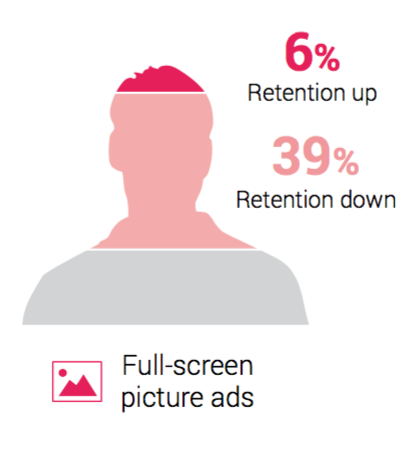 6%
Retention up
39%
Retention down
Full-screen
picture ads